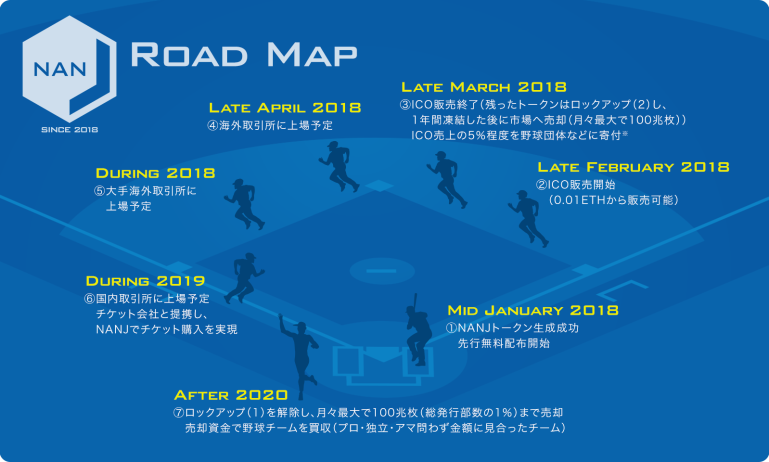 NAN
SINCE 2018
ROAD MAP
MID JANUARY 2018
①NANJトークン生成成功
先行無料配布開始
LATE FEBRUARY 2018
②ICO販売開始
（0.01ETHから販売可能）
LATE MARCH 2018
③ICO販売終了（残ったトークンはロックアップ（2）し、
1年間凍結した後に市場へ売却（月々最大で100兆枚））
ICO売上の5%程度を野球団体などに寄付※
LATE APRIL 2018
④海外取引所に上場予定
DURING 2018
⑤大手海外取引所に
上場予定
DURING 2019
⑥国内取引所に上場予定
チケット会社と提携し、
NANJでチケット購入を実現
AFTER 2020
⑦ロックアップ（1）を解除し、月々最大で100兆枚（総発行部数の1%）まで売却
売却資金で野球チームを買収（プロ・独立・アマ問わず金額に見合ったチーム）